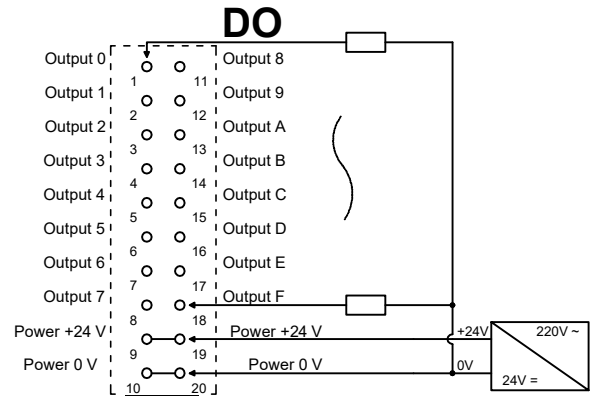 DO
Output 0 Output 8
1 11
Output 1 Output 9
2 12
Output 2 Output A
3 13
Output 3 Output B
4 14
Output 4 Output C
5 15
Output 5 Output D
6 16
Output 6 Output E
7 17
Output 7 Output F
8 18
Power +24 V Power +24 V +24V 220V ~
9 19
Power 0 V Power 0 V 0V
24V =
10 20